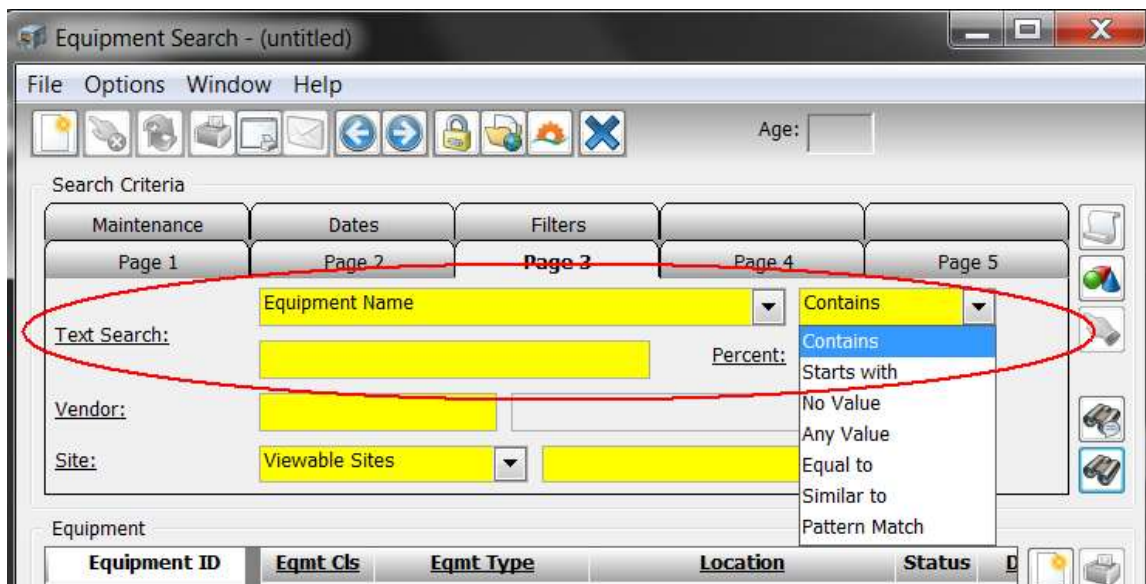 Equipment Search - (untitled)
File Options Window Help
Age:
Search Criteria
Maintenance Dates Filters
Page 1 Page 2 Page 3 Page 4 Page 5
Equipment Name Contains
Text Search:
Percent:
Contains
Starts with
No Value
Any Value
Equal to
Similar to
Pattern Match
Vendor:
Site: Viewable Sites
Equipment
Equipment ID Eqmt Cls Eqmt Type Location Status D